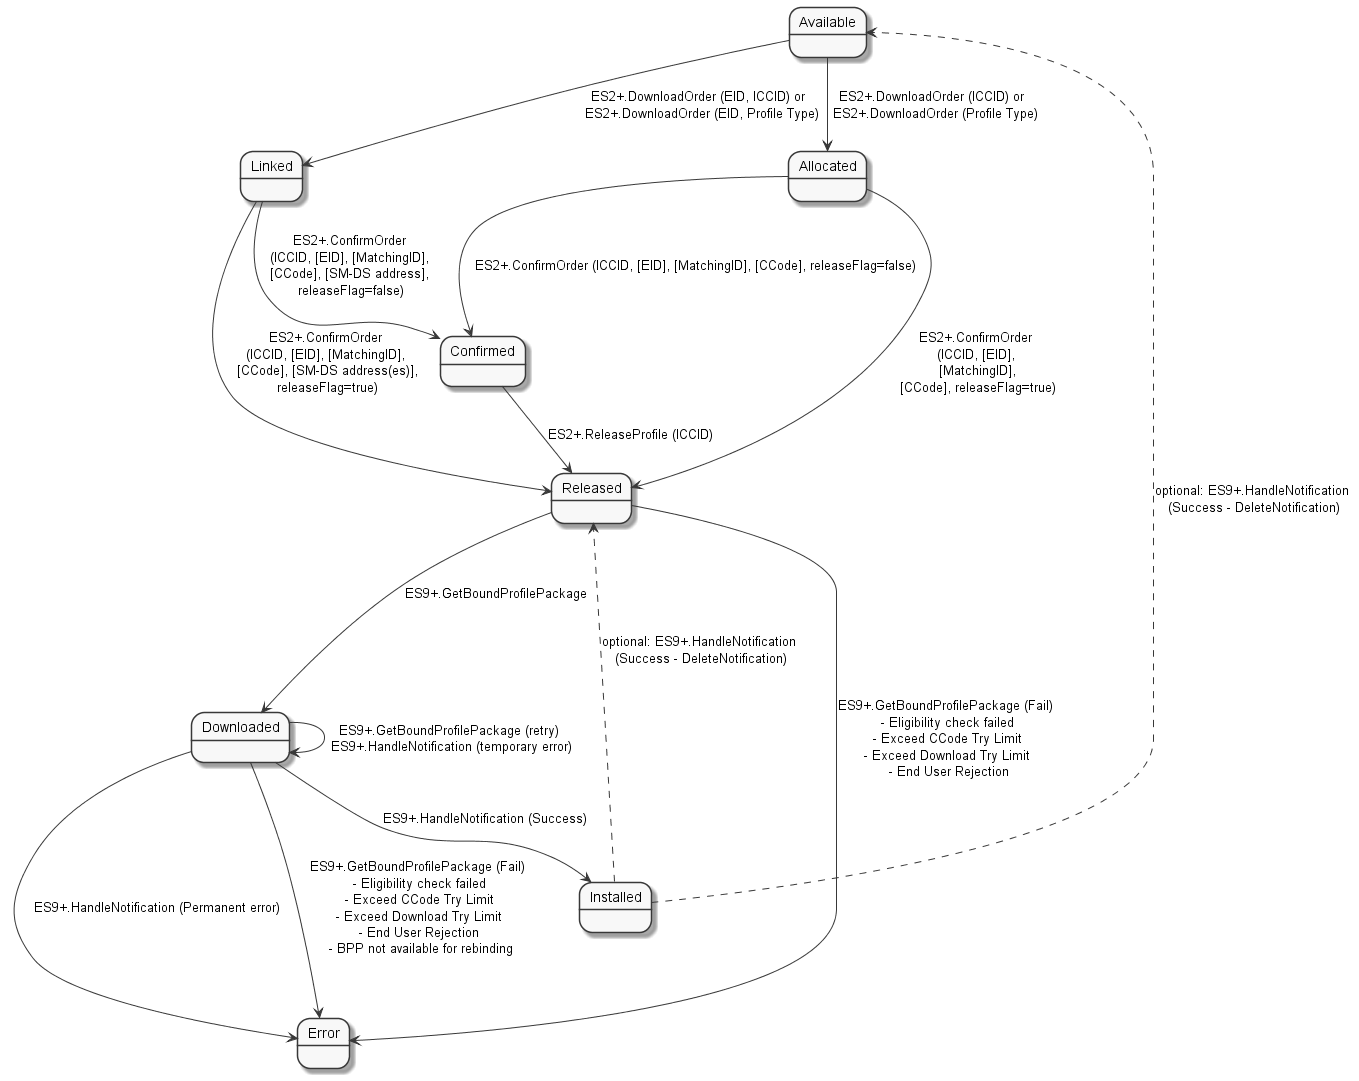 Available
ES2+.DownloadOrder (EID, ICCID) or
ES2+.DownloadOrder (EID, Profile Type)
ES2+.DownloadOrder (ICCID) or
ES2+.DownloadOrder (Profile Type)
Linked
Allocated
ES2+.ConfirmOrder
(ICCID, [EID], [MatchingID],
[CCode], [SM-DS address],
releaseFlag=false)
ES2+.ConfirmOrder (ICCID, [EID], [MatchingID], [CCode], releaseFlag=false)
ES2+.ConfirmOrder
(ICCID, [EID], [MatchingID],
[CCode], [SM-DS address(es)],
releaseFlag=true)
Confirmed
ES2+.ConfirmOrder
(ICCID, [EID],
[MatchingID],
[CCode], releaseFlag=true)
ES2+.ReleaseProfile (ICCID)
Released
optional: ES9+.HandleNotification
(Success - DeleteNotification)
ES9+.GetBoundProfilePackage
optional: ES9+.HandleNotification
(Success - DeleteNotification)
Downloaded
ES9+.GetBoundProfilePackage (retry)
ES9+.HandleNotification (temporary error)
ES9+.GetBoundProfilePackage (Fail)
- Eligibility check failed
- Exceed CCode Try Limit
- Exceed Download Try Limit
- End User Rejection
ES9+.HandleNotification (Success)
ES9+.HandleNotification (Permanent error)
ES9+.GetBoundProfilePackage (Fail)
- Eligibility check failed
- Exceed CCode Try Limit
- Exceed Download Try Limit
- End User Rejection
- BPP not available for rebinding
Installed
Error